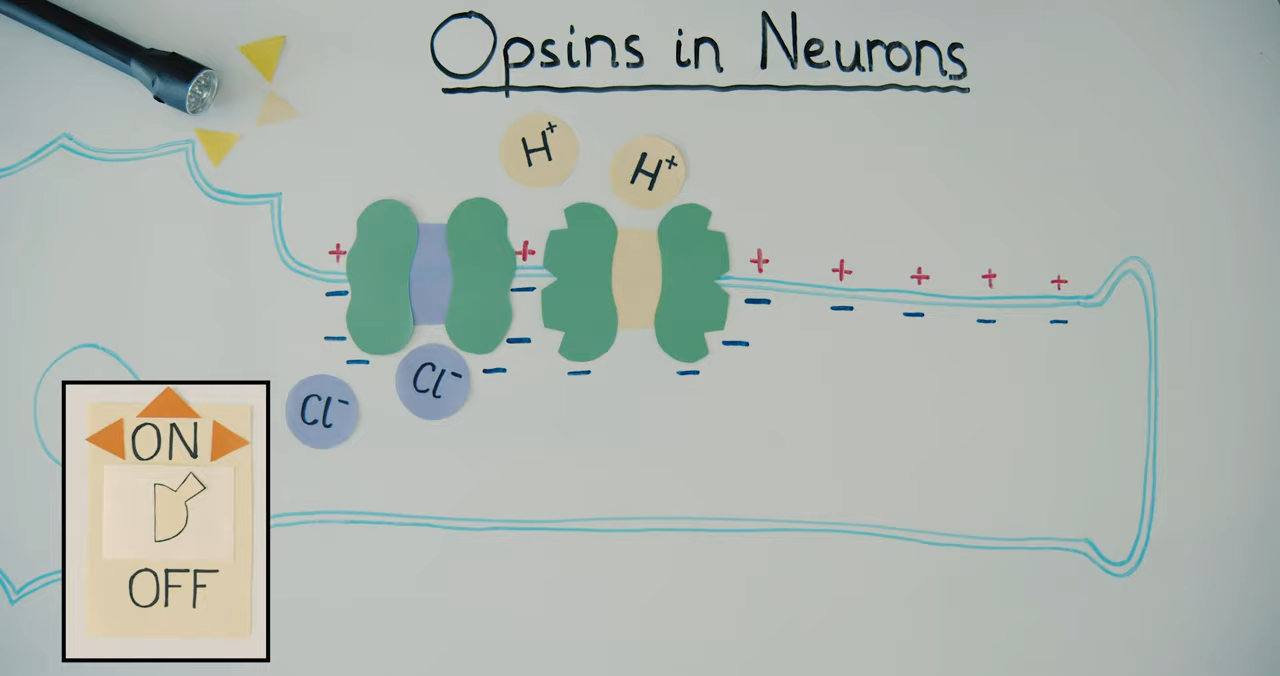 Opsins in Neurons
H⁺
H⁺
+ + + + + + +
Cl⁻
Cl⁻
ON
OFF